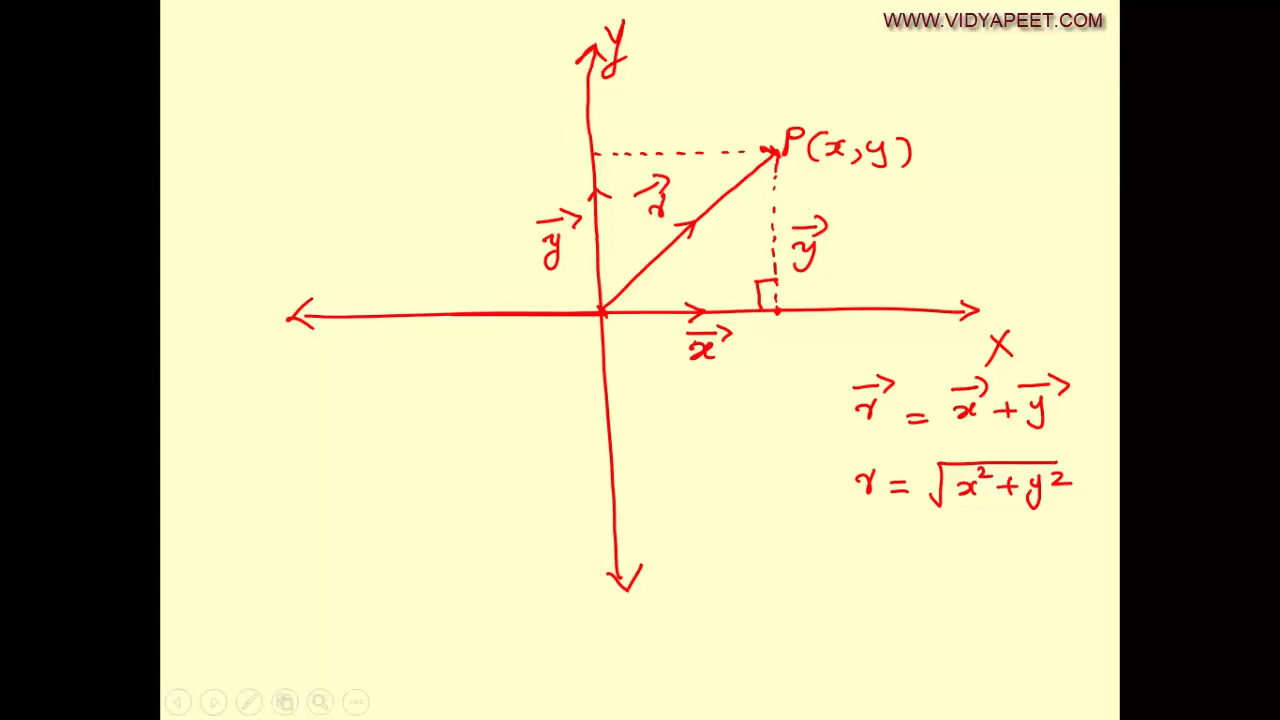 WWW.VIDYAPEET.COM
y
P(x,y)
r⃗
y⃗
y⃗
x⃗
X
r⃗ = x⃗ + y⃗
r = √(x² + y²)